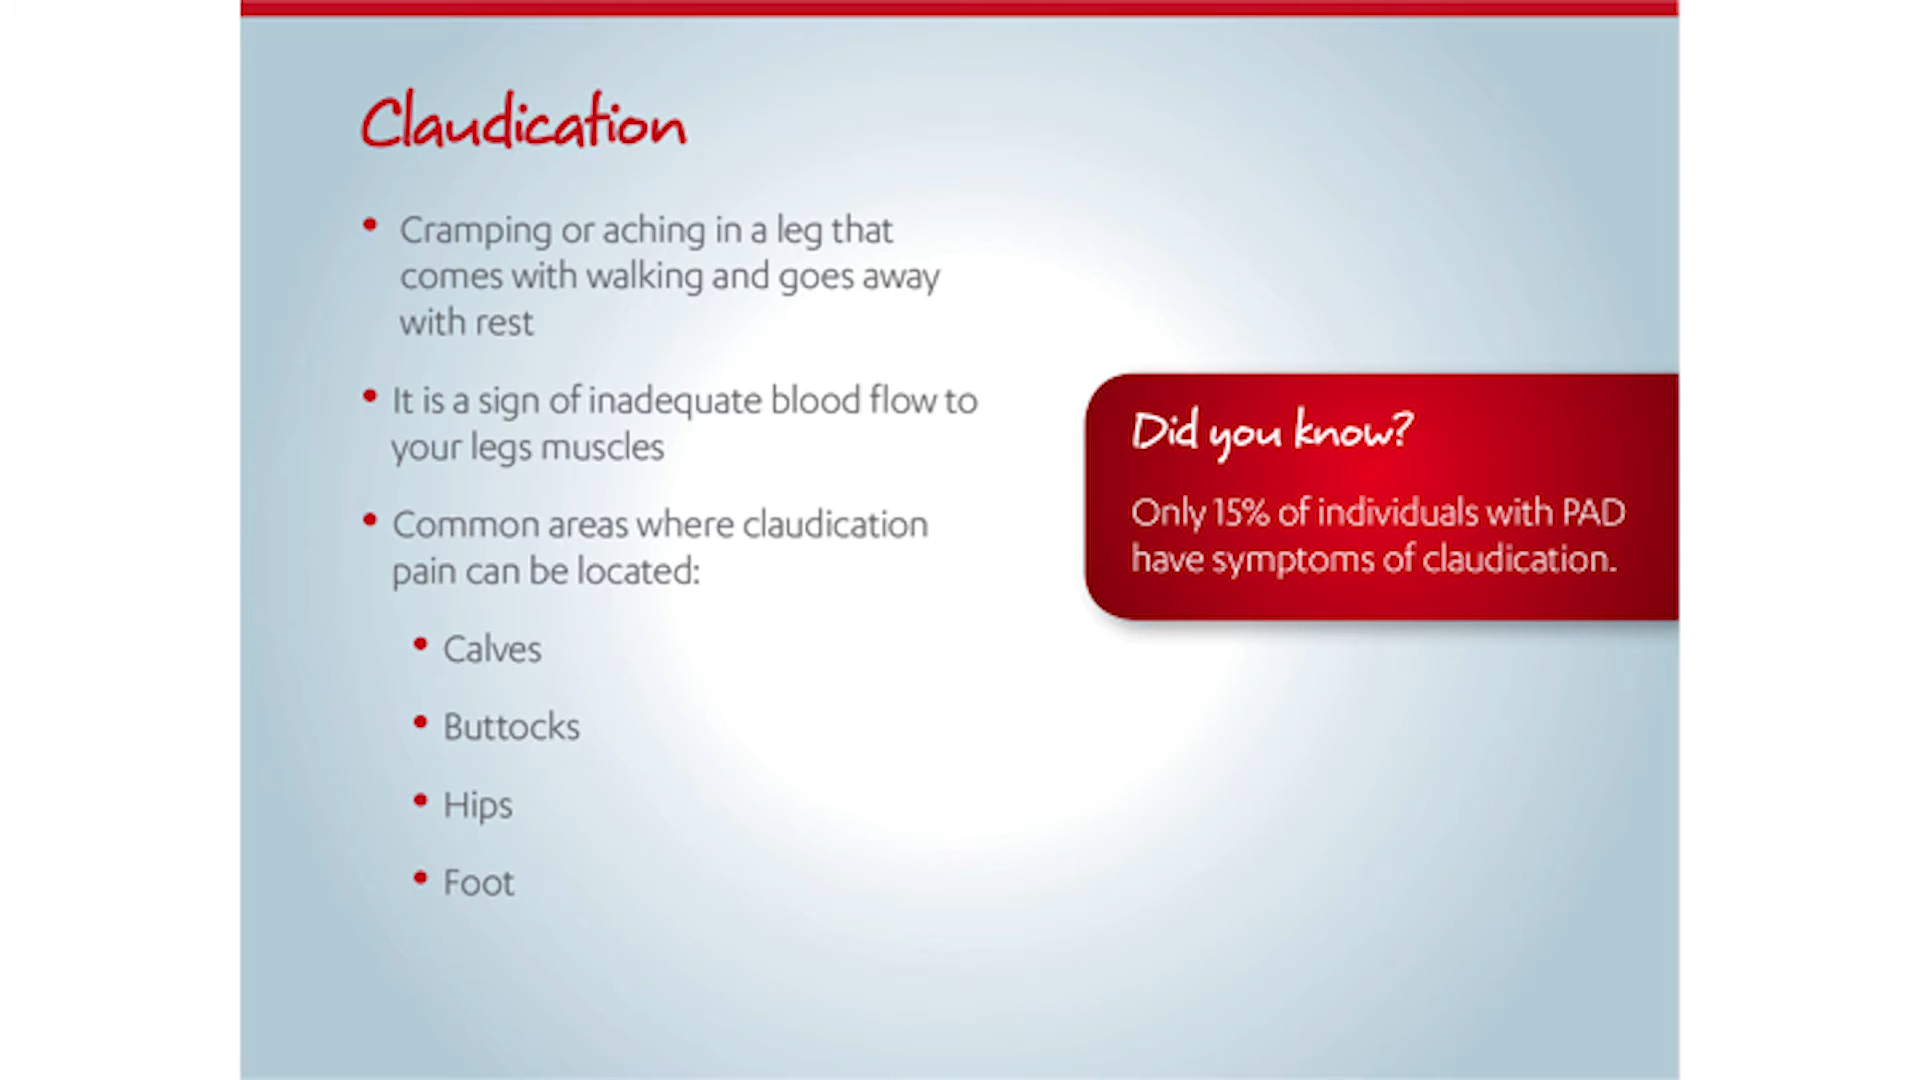 Claudication
• Cramping or aching in a leg that
comes with walking and goes away
with rest
• It is a sign of inadequate blood flow to
your legs muscles
• Common areas where claudication
pain can be located:
• Calves
• Buttocks
• Hips
• Foot
Did you know?
Only 15% of individuals with PAD
have symptoms of claudication.